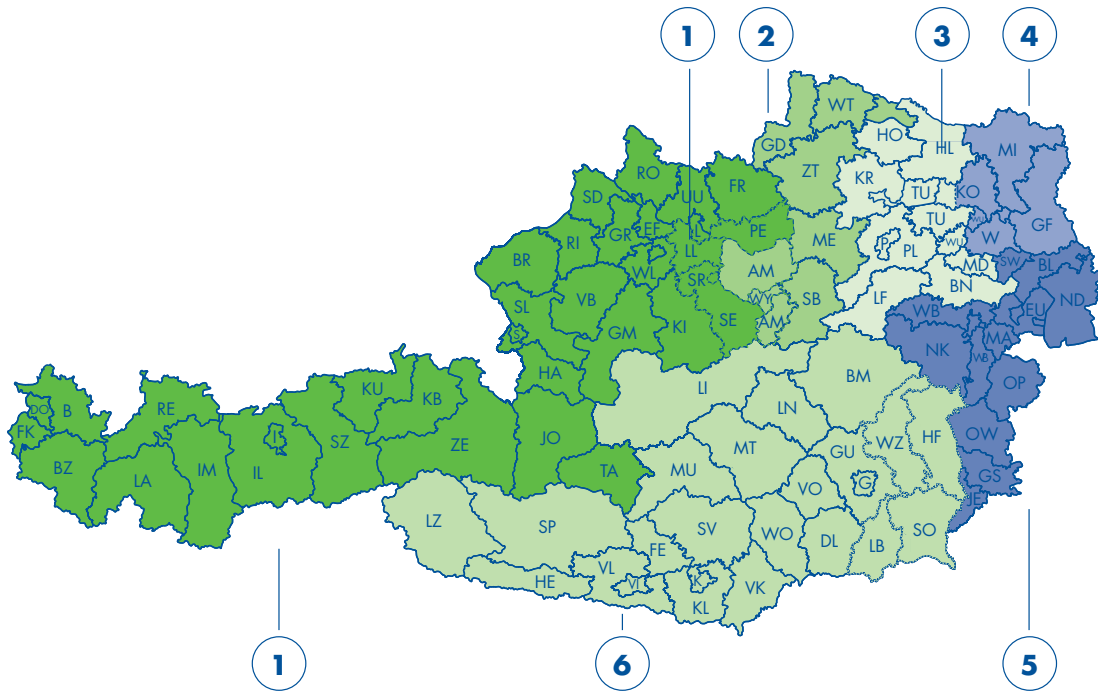 1 2 3 4
WT
GD HO HL MI
RO UU FR ZT KR KO
SD TU
EF PE TU WU GF
RI GR L ME P PL WU W
BR LL AM MD SW BL
WL SR BN ND
SL VB WY SB LF WB EU
S GM KI SE AM NK MA
WB
HA LI BM OP
KU KB LN
DO B RE HF OW
FK I SZ ZE JO MT GU WZ
BZ LA IM IL TA MU VO G GS
JE
LZ SP SV WO DL LB SO
FE
HE VL VI K VK
KL
1 6 5